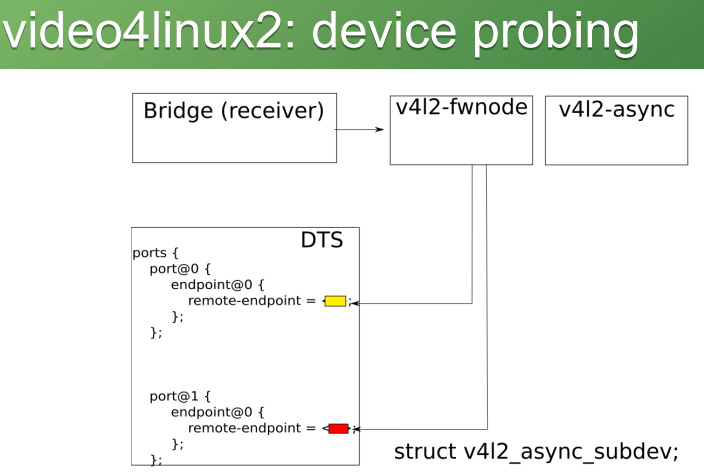 video4linux2: device probing
Bridge (receiver)
v4l2-fwnode
v4l2-async
DTS
ports {
port@0 {
endpoint@0 {
remote-endpoint = < ;
};
};
port@1 {
endpoint@0 {
remote-endpoint = < ;
};
};
struct v4l2_async_subdev;